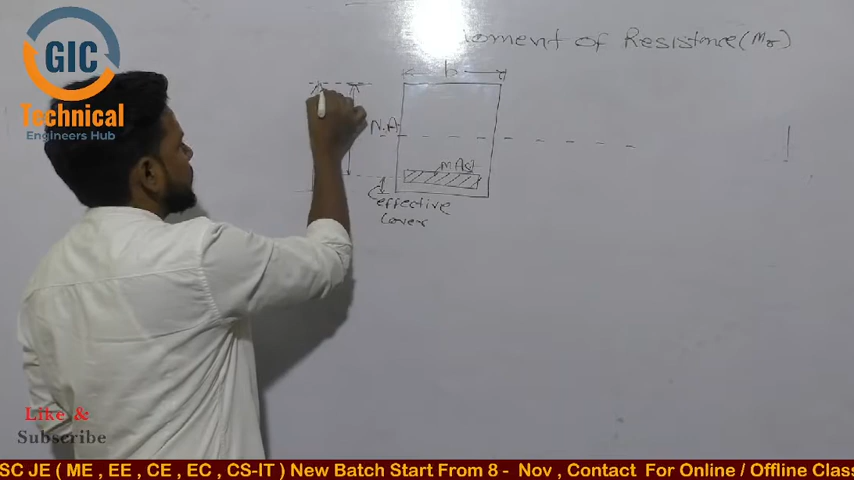 GIC
Technical
Engineers Hub
Moment of Resistance (Mr)
b
N.A
mAst
effective
Cover
Like &
Subscribe
SC JE ( ME , EE , CE , EC , CS-IT ) New Batch Start From 8 - Nov , Contact For Online / Offline Class